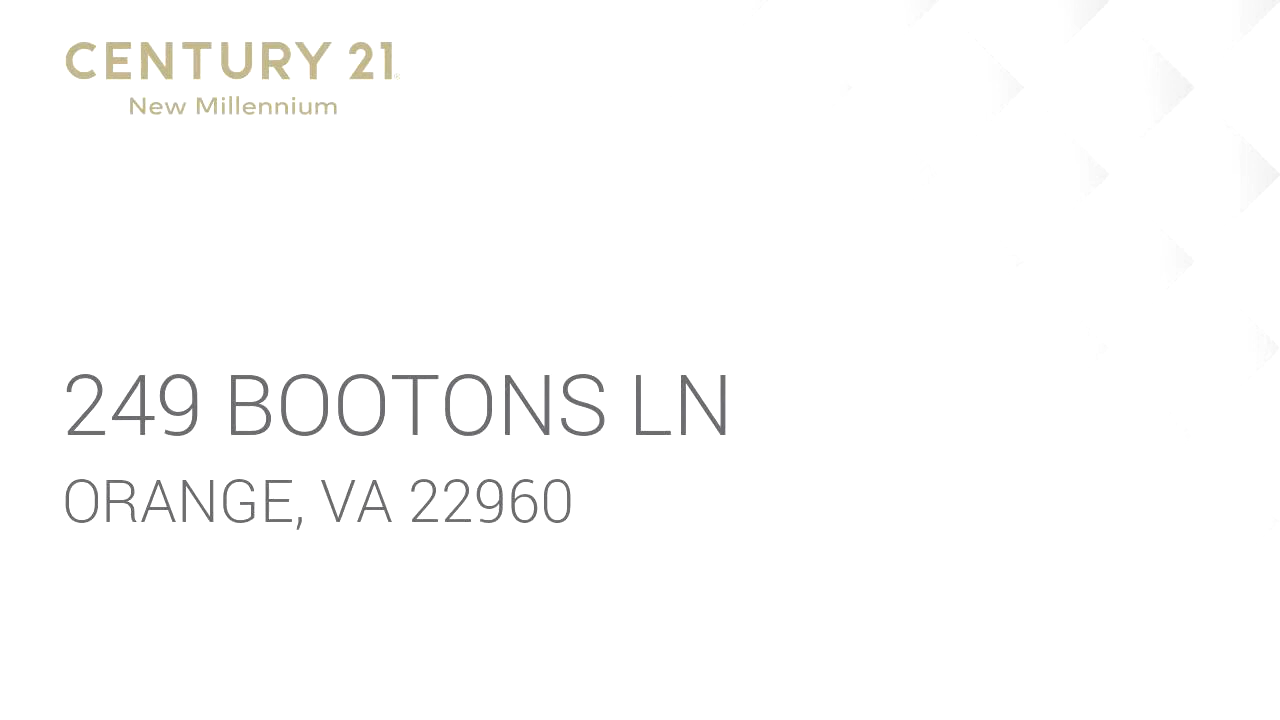 CENTURY 21
New Millennium
249 BOOTONS LN
ORANGE, VA 22960